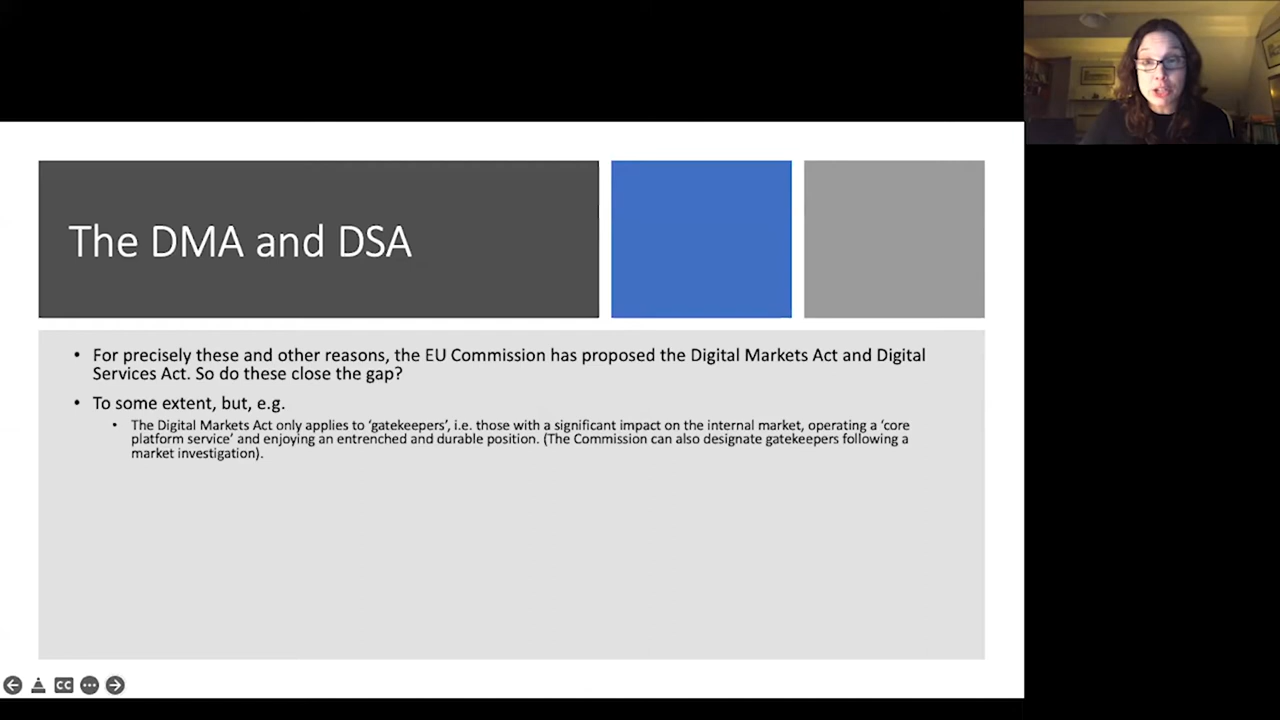 The DMA and DSA
• For precisely these and other reasons, the EU Commission has proposed the Digital Markets Act and Digital
Services Act. So do these close the gap?
• To some extent, but, e.g.
• The Digital Markets Act only applies to ‘gatekeepers’, i.e. those with a significant impact on the internal market, operating a ‘core
platform service’ and enjoying an entrenched and durable position. (The Commission can also designate gatekeepers following a
market investigation).
CC